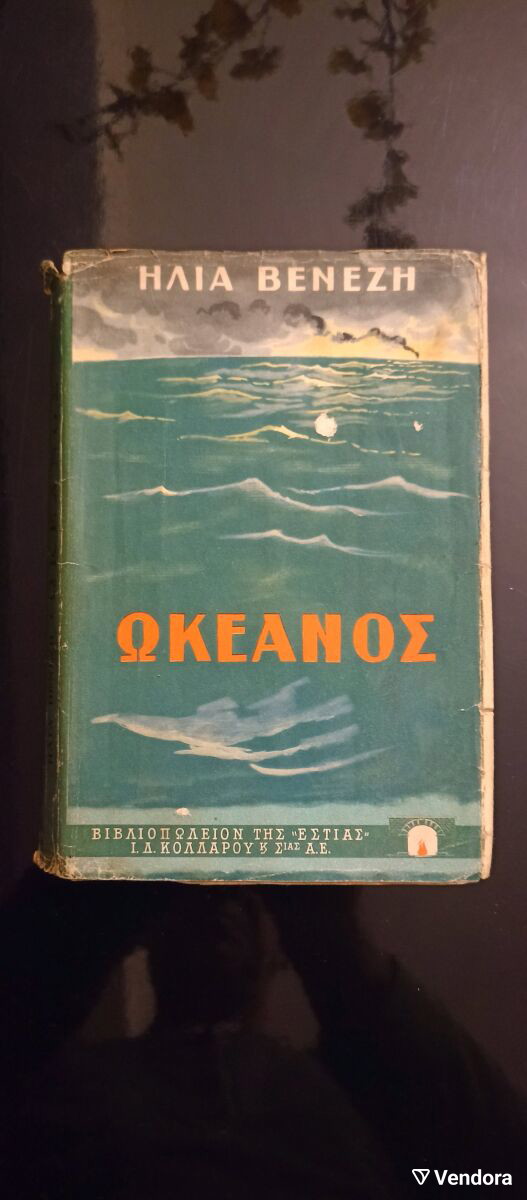 ΗΛΙΑ ΒΕΝΕΖΗ
ΩΚΕΑΝΟΣ
ΒΙΒΛΙΟΠΩΛΕΙΟΝ ΤΗΣ "ΕΣΤΙΑΣ"
Ι.Δ. ΚΟΛΛΑΡΟΥ & ΣΙΑΣ Α.Ε.
Vendora